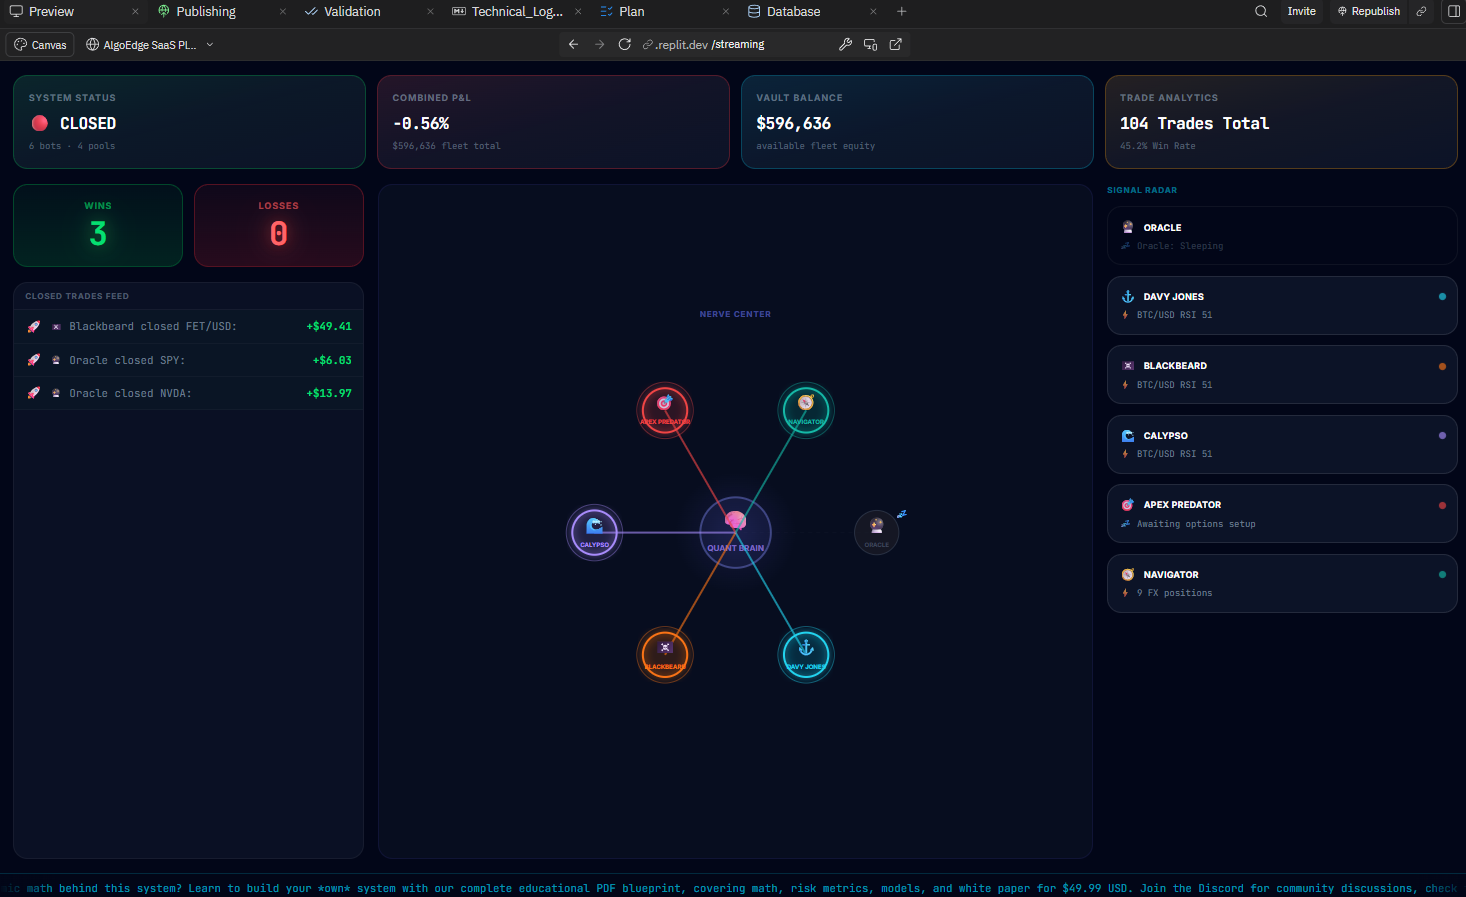 Preview
Publishing
Validation
Technical_Log...
Plan
Database
Invite
Republish
Canvas
AlgoEdge SaaS Pl...
.replit.dev /streaming
SYSTEM STATUS
CLOSED
6 bots · 4 pools
COMBINED P&L
-0.56%
$596,636 fleet total
VAULT BALANCE
$596,636
available fleet equity
TRADE ANALYTICS
104 Trades Total
45.2% Win Rate
WINS
3
LOSSES
0
CLOSED TRADES FEED
Blackbeard closed FET/USD: +$49.41
Oracle closed SPY: +$6.03
Oracle closed NVDA: +$13.97
NERVE CENTER
APEX PREDATOR
NAVIGATOR
CALYPSO
QUANT BRAIN
ORACLE
BLACKBEARD
DAVY JONES
SIGNAL RADAR
ORACLE
Oracle: Sleeping
DAVY JONES
BTC/USD RSI 51
BLACKBEARD
BTC/USD RSI 51
CALYPSO
BTC/USD RSI 51
APEX PREDATOR
Awaiting options setup
NAVIGATOR
9 FX positions
ic math behind this system? Learn to build your *own* system with our complete educational PDF blueprint, covering math, risk metrics, models, and white paper for $49.99 USD. Join the Discord for community discussions, check